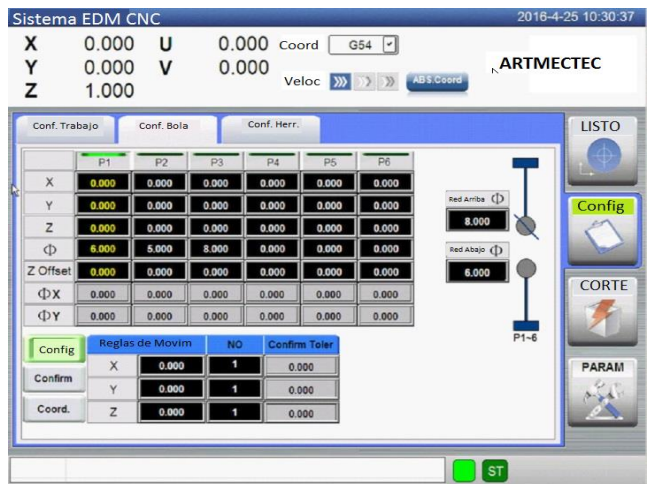 Sistema EDM CNC 2016-4-25 10:30:37
X 0.000 U 0.000 Coord G54
Y 0.000 V 0.000
Z 1.000
Veloc ABS.Coord
ARTMECTEC
Conf. Trabajo Conf. Bola Conf. Herr.
P1 P2 P3 P4 P5 P6
X 0.000 0.000 0.000 0.000 0.000 0.000
Y 0.000 0.000 0.000 0.000 0.000 0.000
Z 0.000 0.000 0.000 0.000 0.000 0.000
Φ 6.000 5.000 8.000 0.000 0.000 0.000
Z Offset 0.000 0.000 0.000 0.000 0.000 0.000
ΦX 0.000 0.000 0.000 0.000 0.000 0.000
ΦY 0.000 0.000 0.000 0.000 0.000 0.000
Red Arriba Φ
8.000
Red Abajo Φ
6.000
P1~6
Config
Confirm
Coord.
Reglas de Movim NO Confirm Toler
X 0.000 1 0.000
Y 0.000 1 0.000
Z 0.000 1 0.000
LISTO
Config
CORTE
PARAM
ST